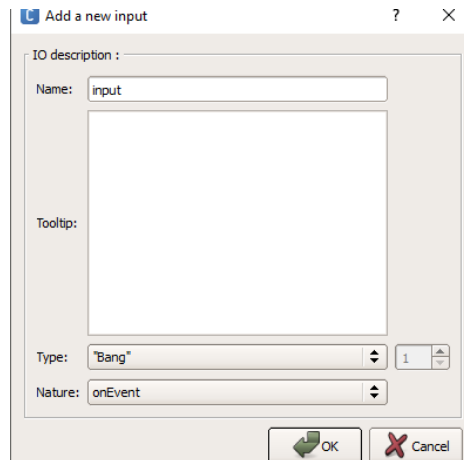 C Add a new input ? X
IO description :
Name: input
Tooltip:
Type: "Bang" 1
Nature: onEvent
OK Cancel